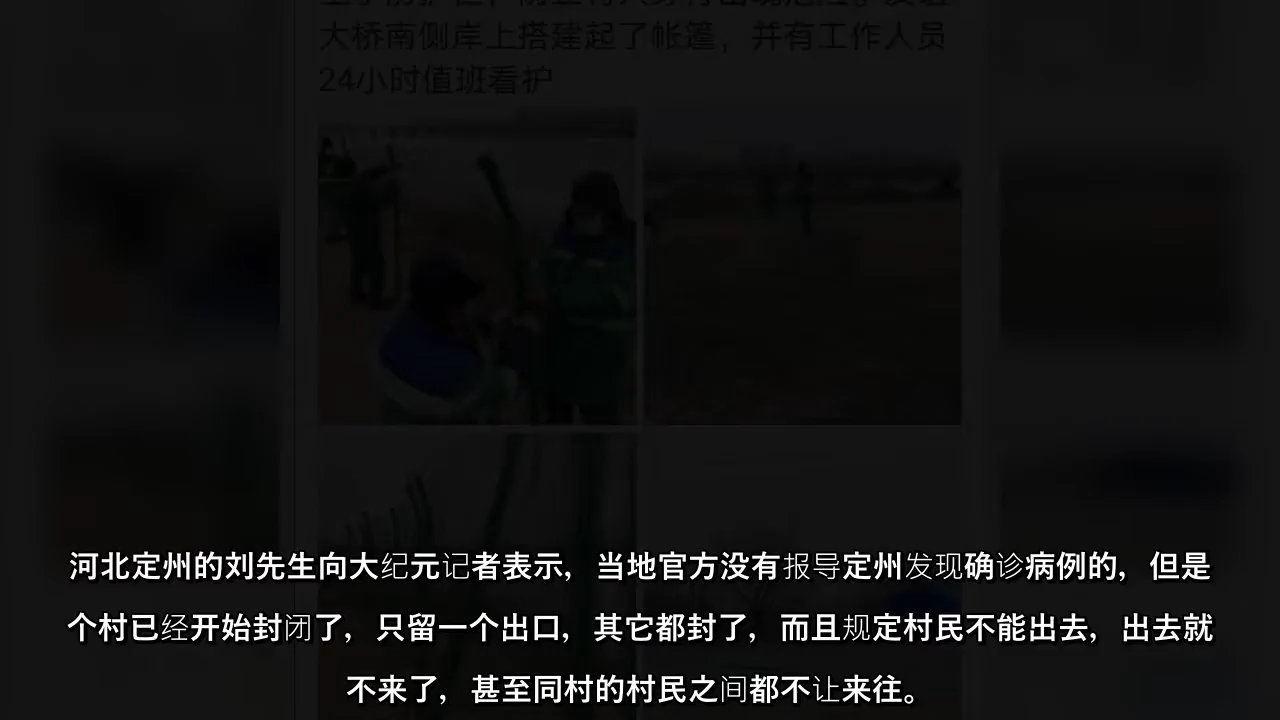 大桥南侧岸上搭建起了帐篷，并有工作人员
24小时值班看护
河北定州的刘先生向大纪元记者表示，当地官方没有报导定州发现确诊病例的，但是
个村已经开始封闭了，只留一个出口，其它都封了，而且规定村民不能出去，出去就
不来了，甚至同村的村民之间都不让来往。